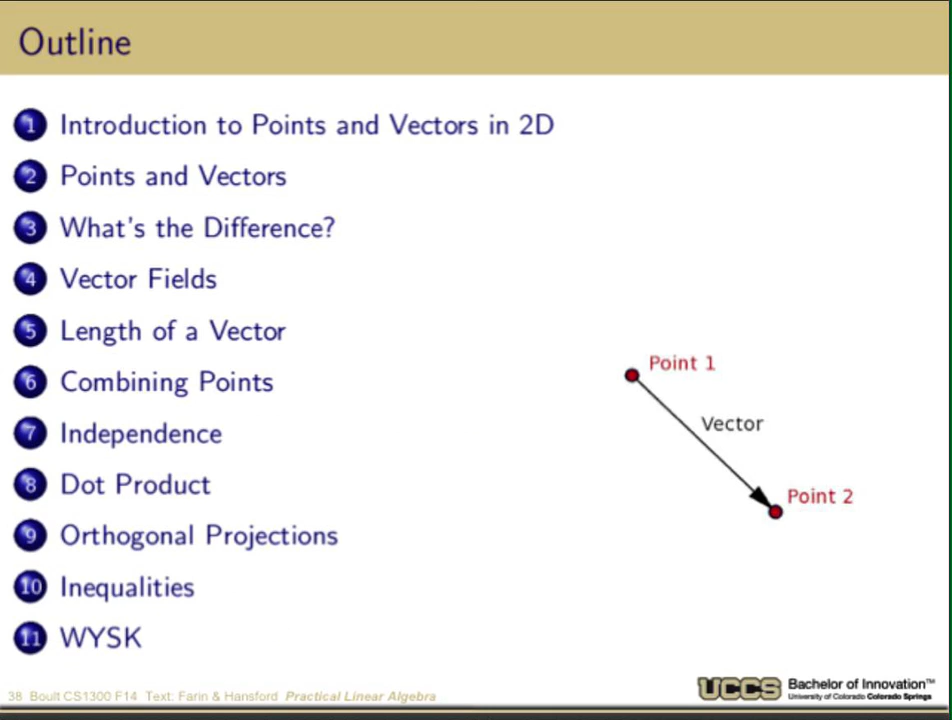 Outline
1 Introduction to Points and Vectors in 2D
2 Points and Vectors
3 What's the Difference?
4 Vector Fields
5 Length of a Vector
6 Combining Points
7 Independence
8 Dot Product
9 Orthogonal Projections
10 Inequalities
11 WYSK
Point 1
Vector
Point 2
38 Boult CS1300 F14 Text: Farin & Hansford Practical Linear Algebra
UCCS
Bachelor of Innovation™
University of Colorado Colorado Springs